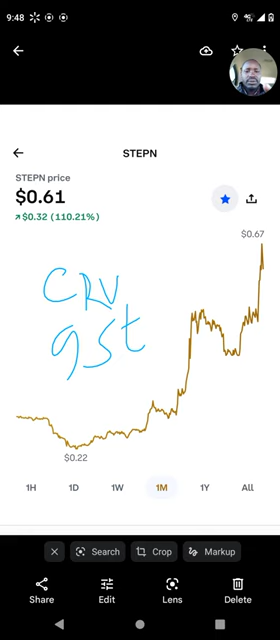 9:48
4G
STEPN
STEPN price
$0.61
$0.32 (110.21%)
$0.67
CRV
gst
$0.22
1H 1D 1W 1M 1Y All
Search Crop Markup
Share Edit Lens Delete